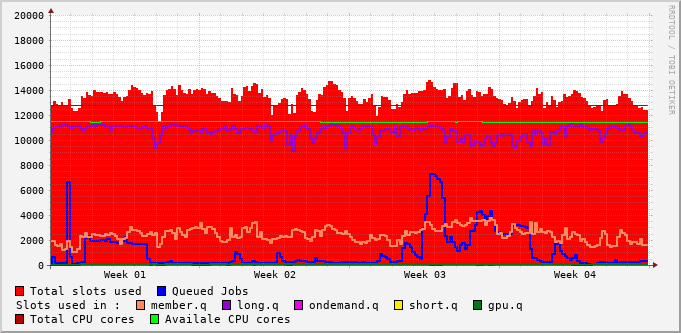 20000
18000
16000
14000
12000
10000
8000
6000
4000
2000
0
Week 01 Week 02 Week 03 Week 04
RRDTOOL / TOBI OETIKER
Total slots used Queued Jobs
Slots used in : member.q long.q ondemand.q short.q gpu.q
Total CPU cores Availale CPU cores